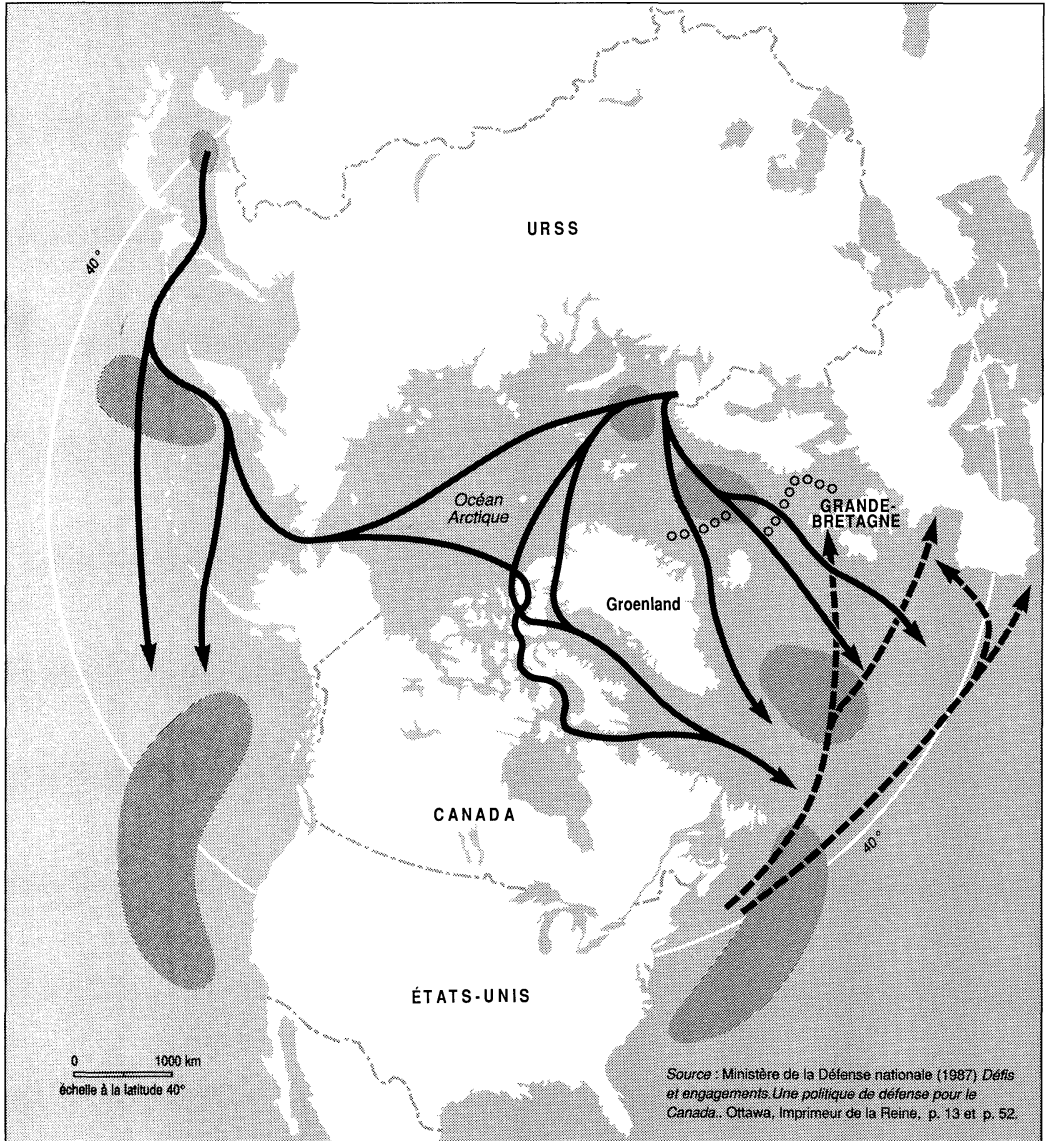 URSS
40°
Océan
Arctique
GRANDE-
BRETAGNE
Groenland
CANADA
40°
ÉTATS-UNIS
0 1000 km
échelle à la latitude 40°
Source : Ministère de la Défense nationale (1987) Défis
et engagements. Une politique de défense pour le
Canada., Ottawa, Imprimeur de la Reine, p. 13 et p. 52.